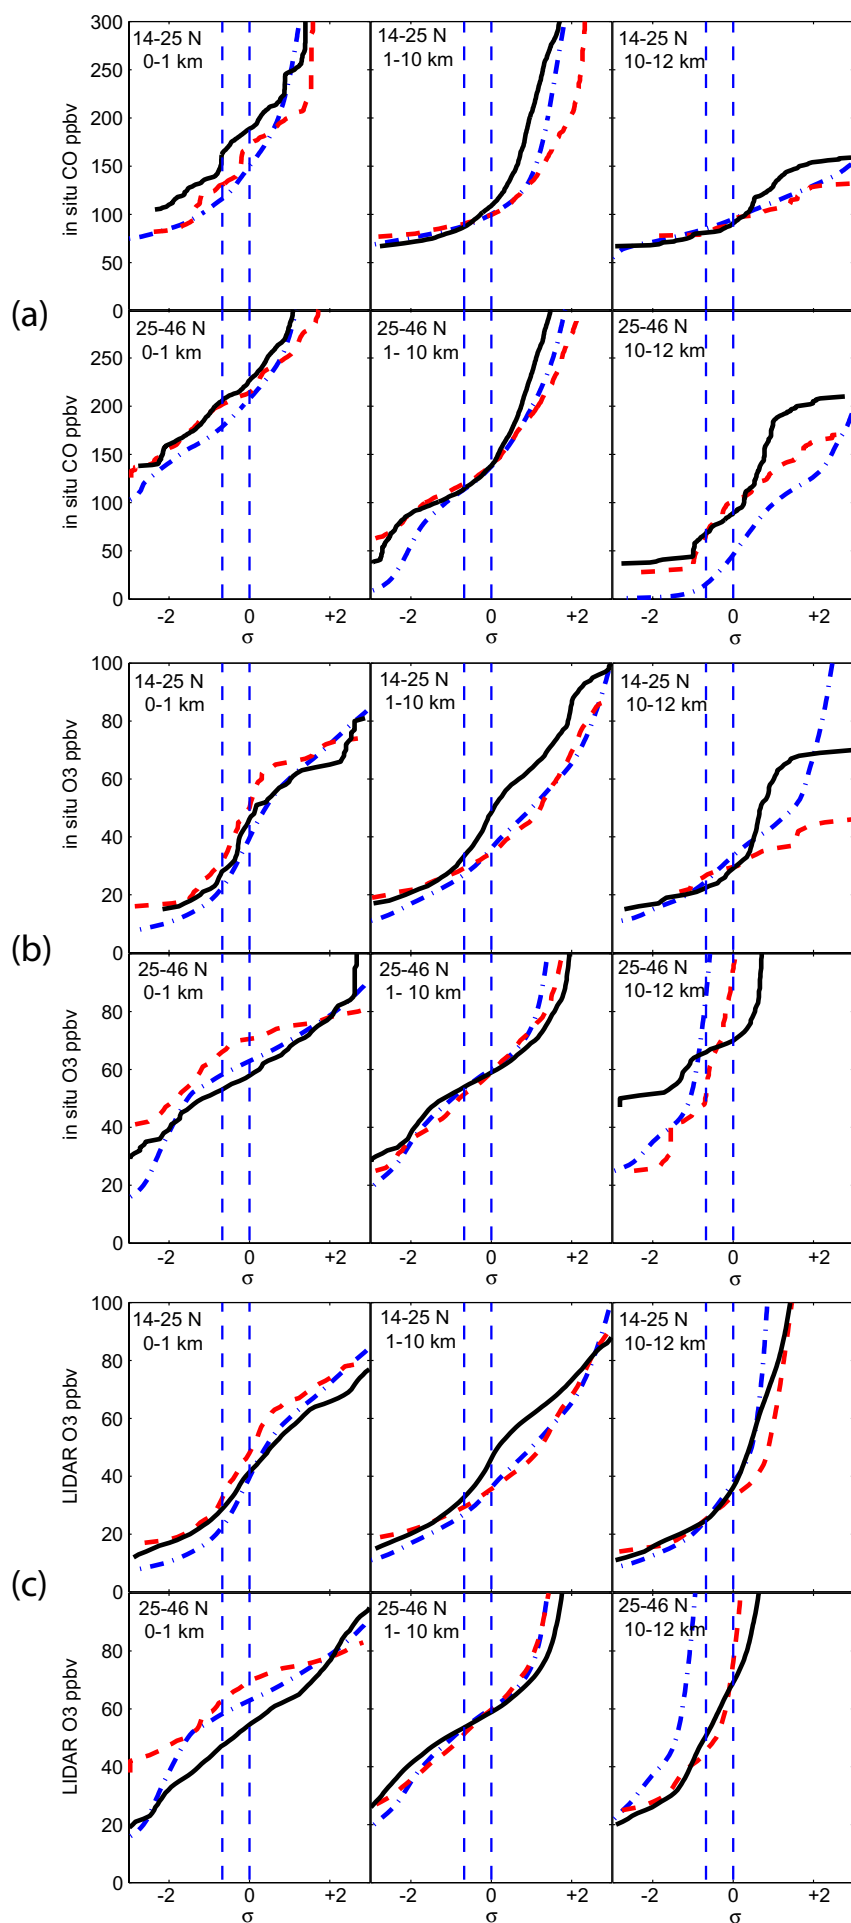 (a)
in situ CO ppbv
300
250
200
150
100
50
0
14-25 N
0-1 km
14-25 N
1-10 km
14-25 N
10-12 km
in situ CO ppbv
250
200
150
100
50
0
25-46 N
0-1 km
25-46 N
1- 10 km
25-46 N
10-12 km
-2 0 +2
-2 0 +2
-2 0 +2
σ σ σ
(b)
in situ O3 ppbv
100
80
60
40
20
0
14-25 N
0-1 km
14-25 N
1-10 km
14-25 N
10-12 km
in situ O3 ppbv
80
60
40
20
0
25-46 N
0-1 km
25-46 N
1- 10 km
25-46 N
10-12 km
-2 0 +2
-2 0 +2
-2 0 +2
σ σ σ
(c)
LIDAR O3 ppbv
100
80
60
40
20
0
14-25 N
0-1 km
14-25 N
1-10 km
14-25 N
10-12 km
LIDAR O3 ppbv
80
60
40
20
0
25-46 N
0-1 km
25-46 N
1- 10 km
25-46 N
10-12 km
-2 0 +2
-2 0 +2
-2 0 +2
σ σ σ